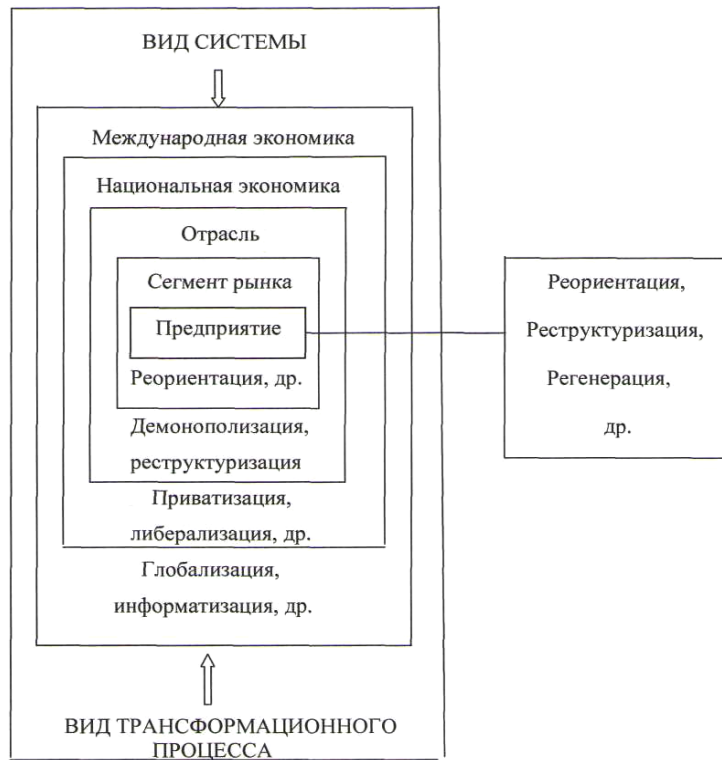 ВИД СИСТЕМЫ
Международная экономика
Национальная экономика
Отрасль
Сегмент рынка
Предприятие
Реориентация, др.
Демонополизация,
реструктуризация
Приватизация,
либерализация, др.
Глобализация,
информатизация, др.
ВИД ТРАНСФОРМАЦИОННОГО
ПРОЦЕССА
Реориентация,
Реструктуризация,
Регенерация,
др.